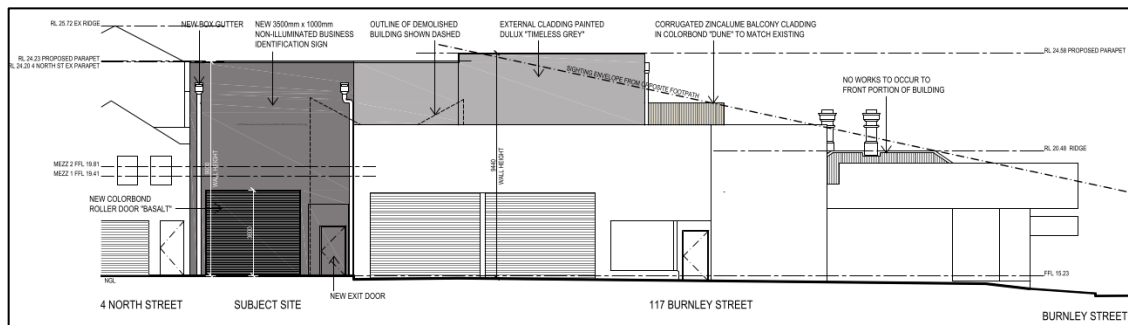 RL 25.72 EX RIDGE
NEW BOX GUTTER
NEW 3500mm x 1000mm
NON-ILLUMINATED BUSINESS
IDENTIFICATION SIGN
OUTLINE OF DEMOLISHED
BUILDING SHOWN DASHED
EXTERNAL CLADDING PAINTED
DULUX "TIMELESS GREY"
CORRUGATED ZINCALUME BALCONY CLADDING
IN COLORBOND "DUNE" TO MATCH EXISTING
RL 24.58 PROPOSED PARAPET
RL 24.23 PROPOSED PARAPET
RL 24.20 4 NORTH ST EX PARAPET
SIGHTING ENVELOPE FROM OPPOSITE FOOTPATH
NO WORKS TO OCCUR TO
FRONT PORTION OF BUILDING
RL 20.48 RIDGE
MEZZ 2 FFL 19.81
MEZZ 1 FFL 19.41
WALL HEIGHT
9440
WALL HEIGHT
NEW COLORBOND
ROLLER DOOR "BASALT"
3600
FFL 15.23
NGL
NEW EXIT DOOR
4 NORTH STREET
SUBJECT SITE
117 BURNLEY STREET
BURNLEY STREET